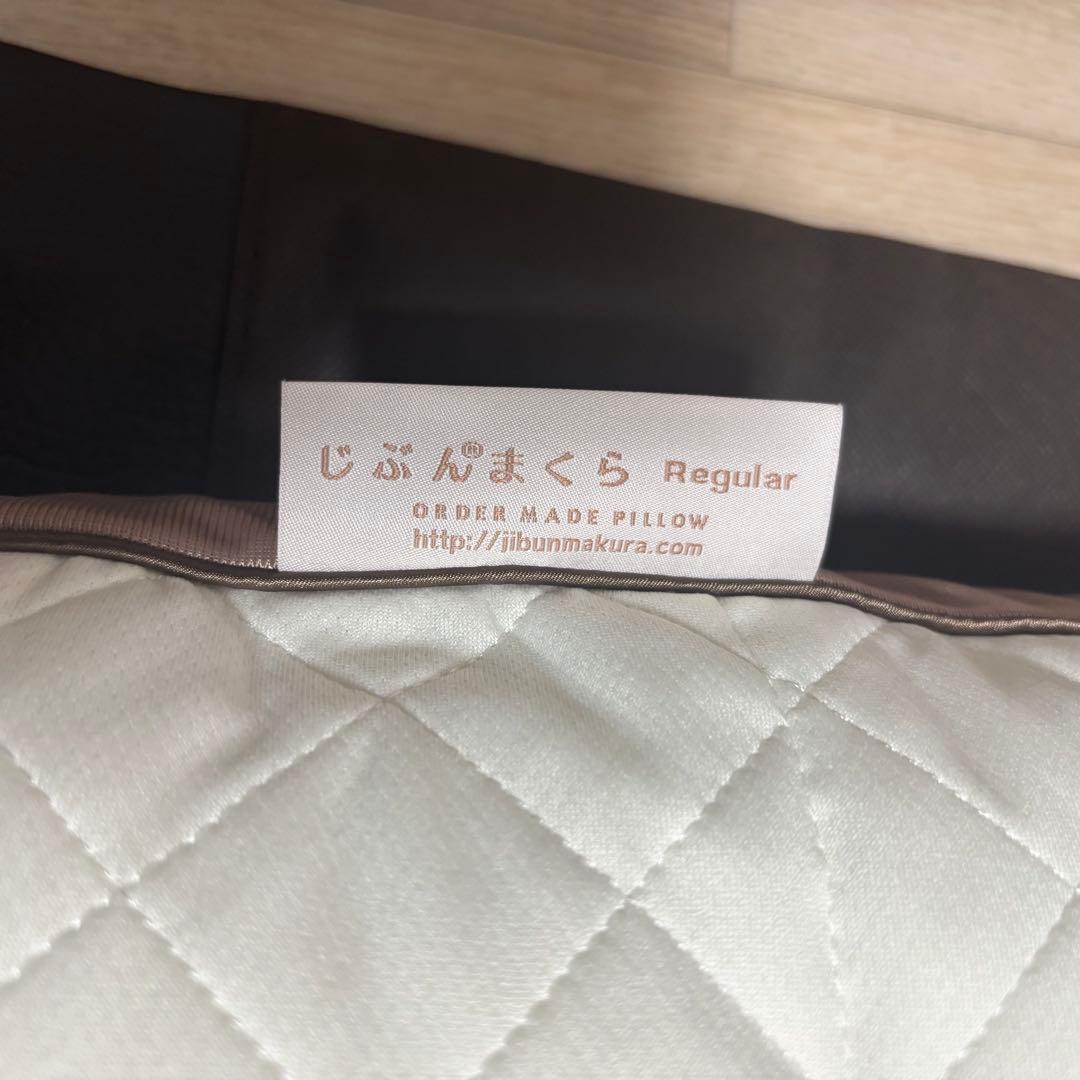 じぶん®まくら Regular
ORDER MADE PILLOW
http://jibunmakura.com